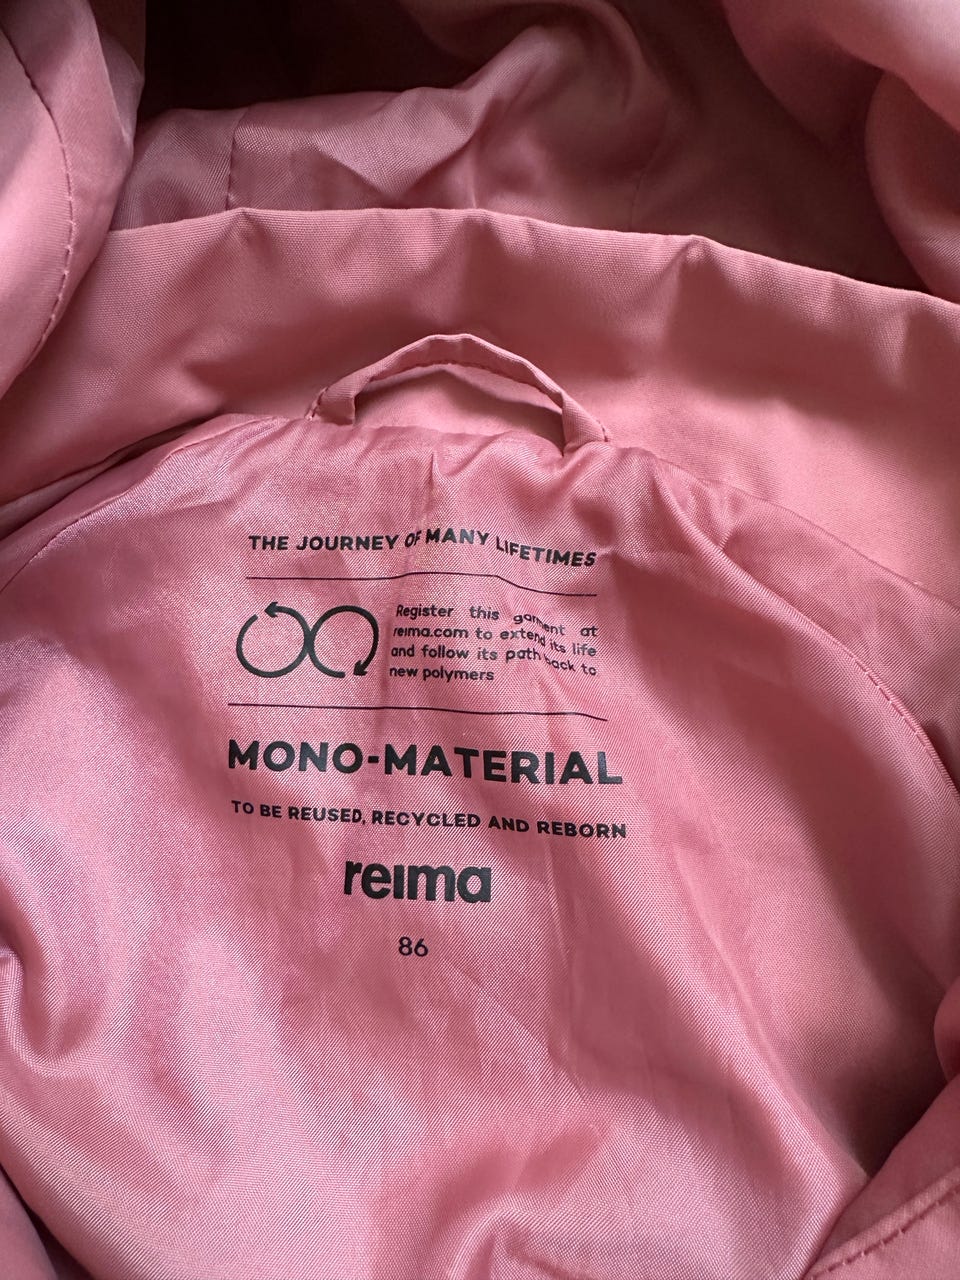 THE JOURNEY OF MANY LIFETIMES
Register this garment at
reima.com to extend its life
and follow its path back to
new polymers
MONO-MATERIAL
TO BE REUSED, RECYCLED AND REBORN
reima
86